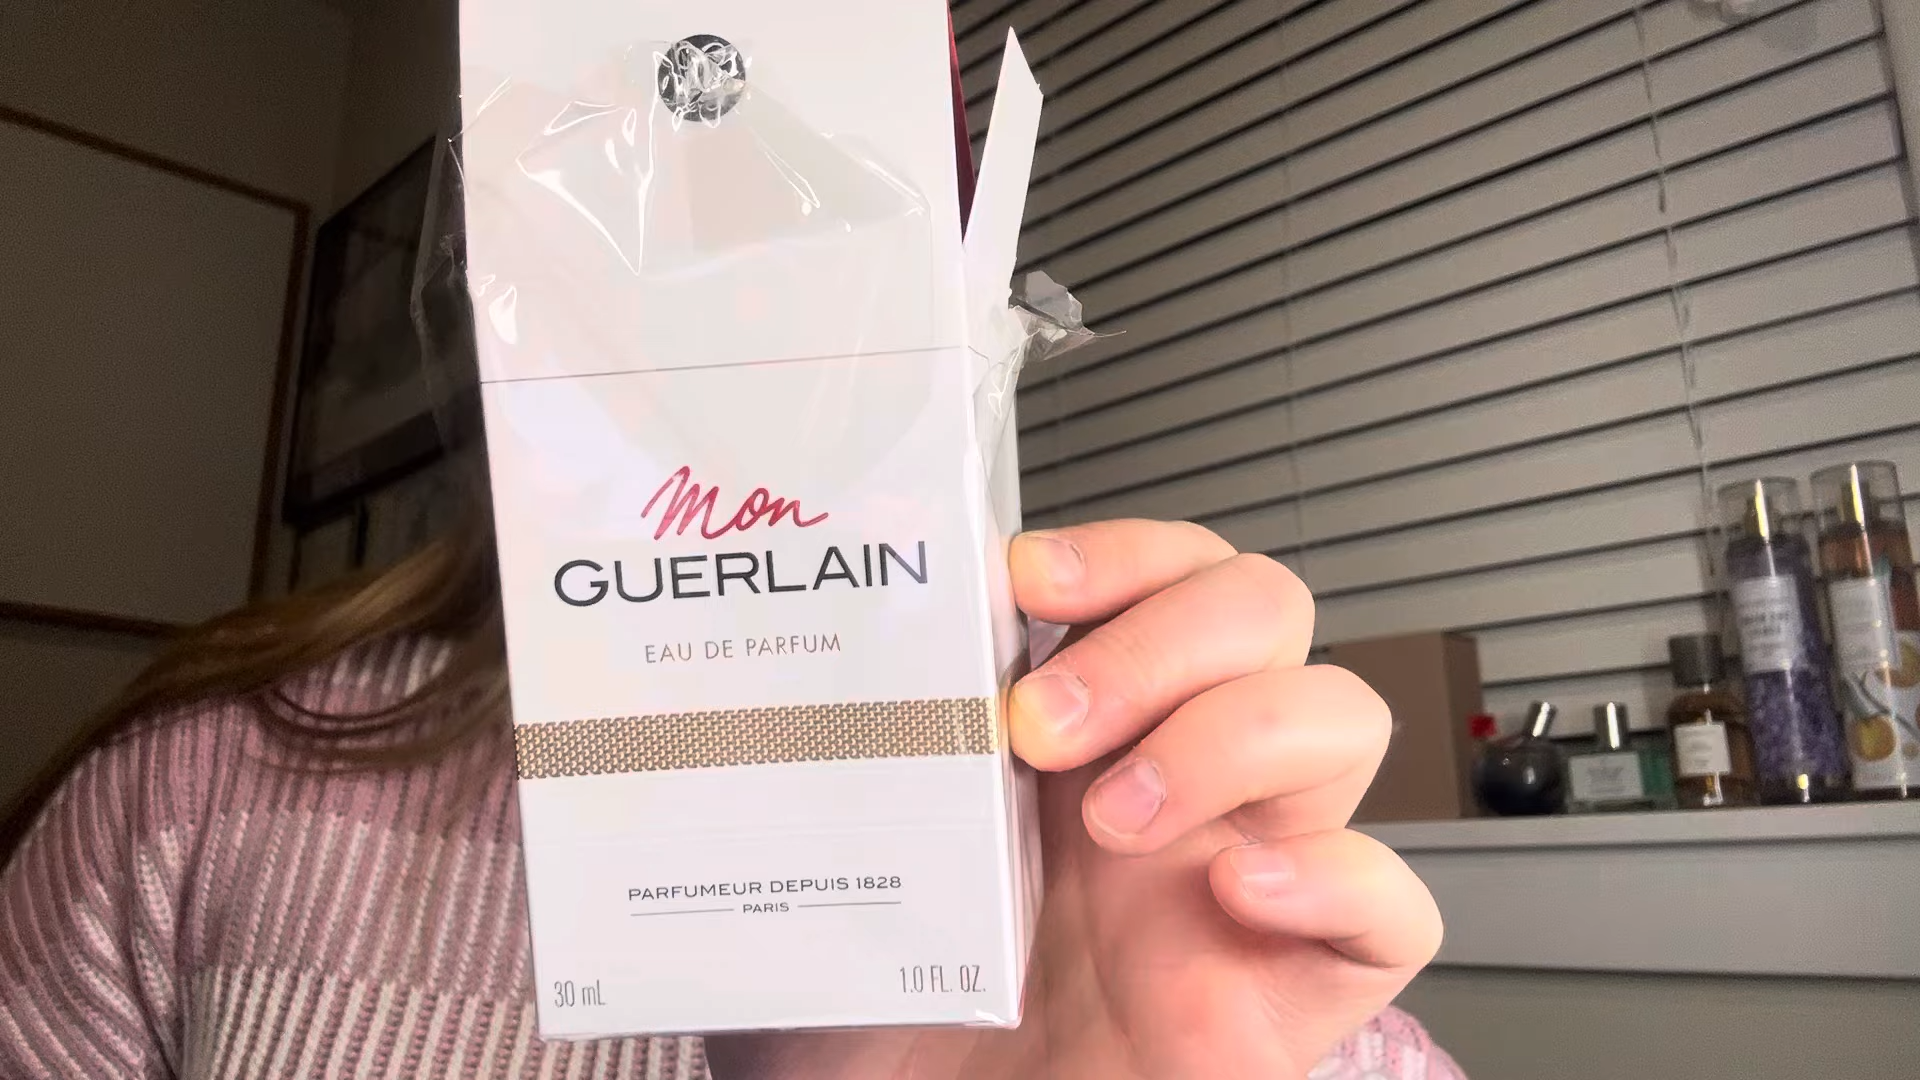 Mon
GUERLAIN
EAU DE PARFUM
PARFUMEUR DEPUIS 1828
PARIS
30 mL
1.0 FL. OZ.